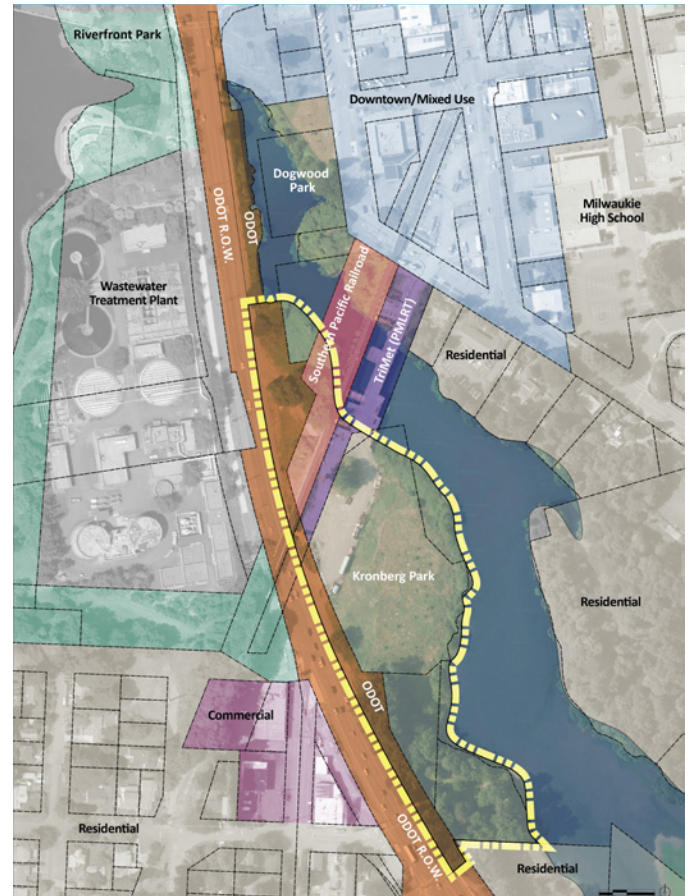 Riverfront Park
Downtown/Mixed Use
Dogwood
Park
Milwaukie
High School
ODOT R.O.W.
ODOT
Southern Pacific Railroad
TriMet (PMLRT)
Wastewater
Treatment Plant
Residential
Kronberg Park
Residential
ODOT
Commercial
Residential
ODOT R.O.W.
Residential